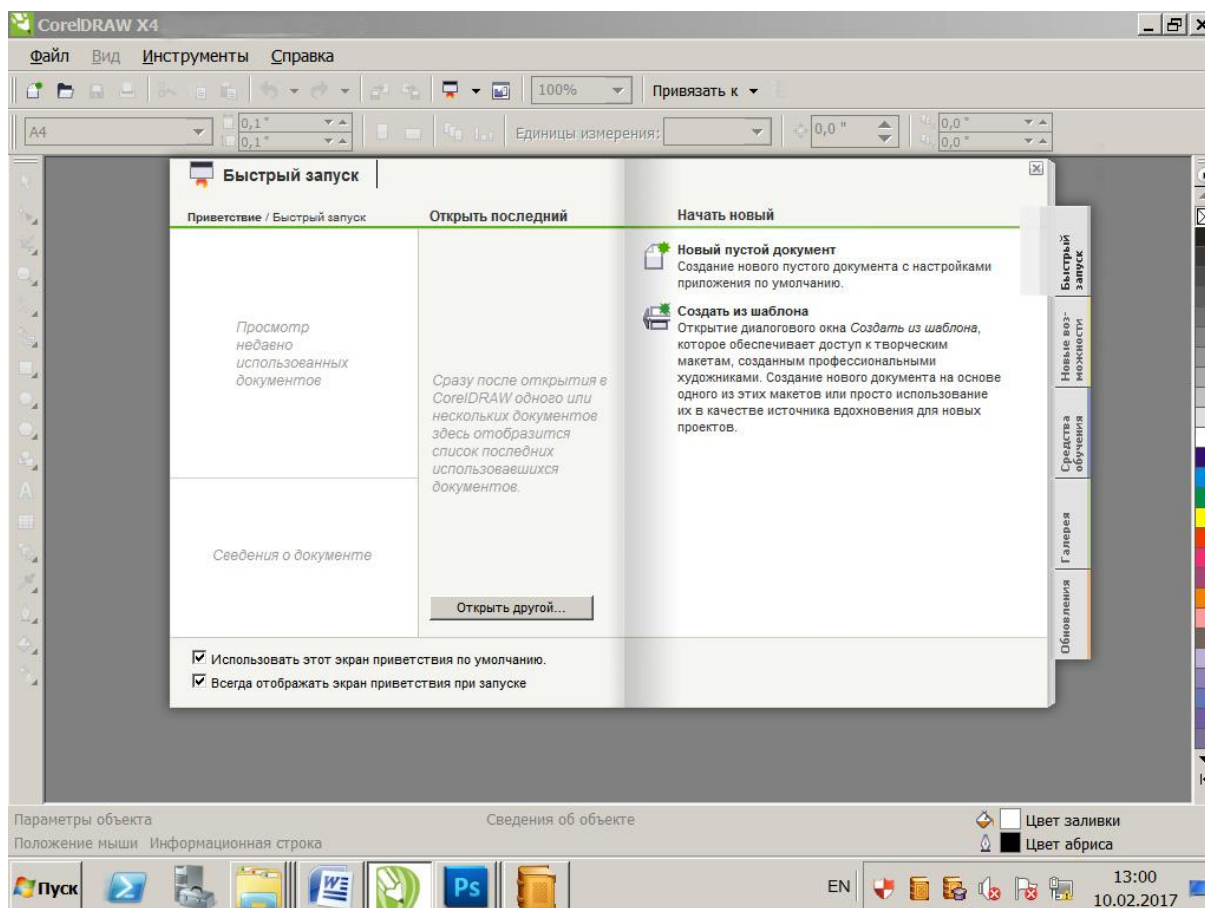 CorelDRAW X4
Файл Вид Инструменты Справка
100% Привязать к
A4 0,1 " 0,1 " Единицы измерения: 0,0 " 0,0 " 0,0 "
Быстрый запуск
Приветствие / Быстрый запуск
Просмотр
недавно
использованных
документов
Сведения о документе
Открыть последний
Сразу после открытия в
CorelDRAW одного или
нескольких документов
здесь отобразится
список последних
использовавшихся
документов.
Открыть другой...
Начать новый
Новый пустой документ
Создание нового пустого документа с настройками
приложения по умолчанию.
Создать из шаблона
Открытие диалогового окна Создать из шаблона,
которое обеспечивает доступ к творческим
макетам, созданным профессиональными
художниками. Создание нового документа на основе
одного из этих макетов или просто использование
их в качестве источника вдохновения для новых
проектов.
Быстрый
запуск
Новые воз-
можности
Средства
обучения
Галерея
Обновления
Использовать этот экран приветствия по умолчанию.
Всегда отображать экран приветствия при запуске
Параметры объекта Сведения об объекте Цвет заливки
Положение мыши Информационная строка Цвет абриса
Пуск W Ps EN 13:00
10.02.2017